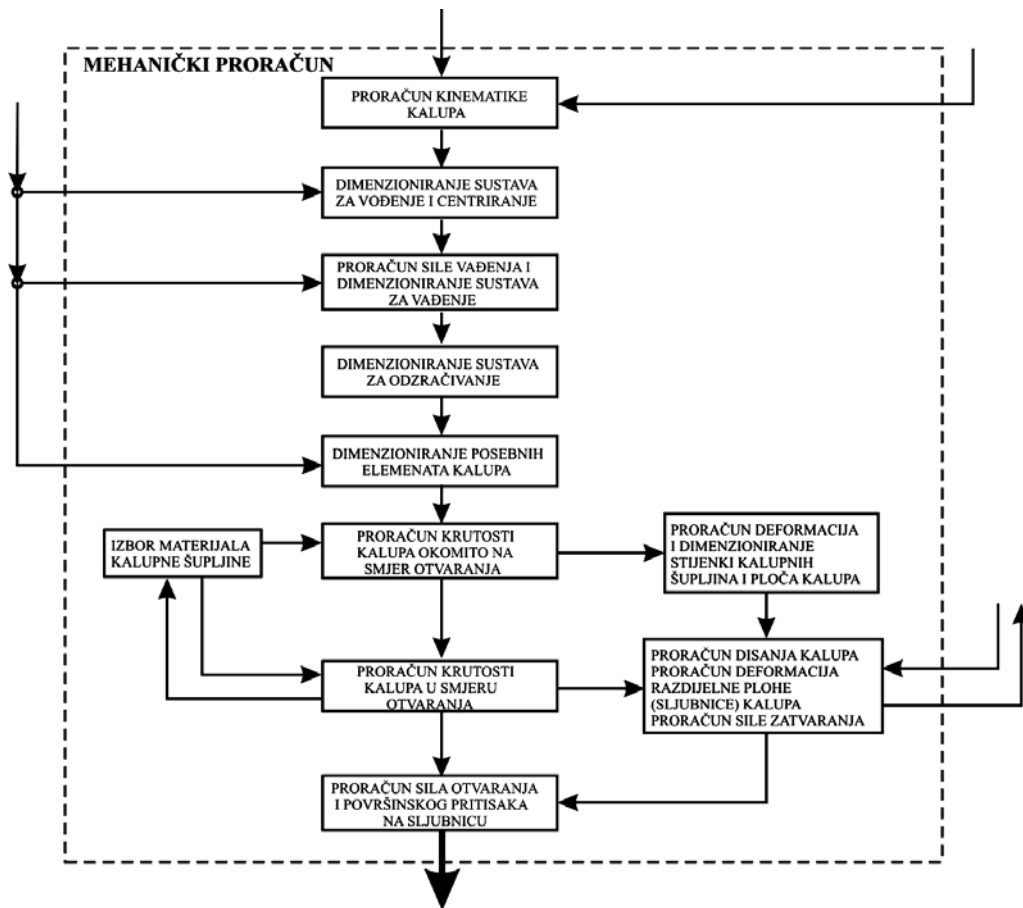 MEHANIČKI PRORAČUN
PRORAČUN KINEMATIKE
KALUPA
DIMENZIONIRANJE SUSTAVA
ZA VOĐENJE I CENTRIRANJE
PRORAČUN SILE VAĐENJA I
DIMENZIONIRANJE SUSTAVA
ZA VAĐENJE
DIMENZIONIRANJE SUSTAVA
ZA ODZRAČIVANJE
DIMENZIONIRANJE POSEBNIH
ELEMENATA KALUPA
IZBOR MATERIJALA
KALUPNE ŠUPLJINE
PRORAČUN KRUTOSTI
KALUPA OKOMITO NA
SMJER OTVARANJA
PRORAČUN DEFORMACIJA
I DIMENZIONIRANJE
STIJENKI KALUPNIH
ŠUPLJINA I PLOČA KALUPA
PRORAČUN KRUTOSTI
KALUPA U SMJERU
OTVARANJA
PRORAČUN DISANJA KALUPA
PRORAČUN DEFORMACIJA
RAZDIJELNE PLOHE
(SLJUBNICE) KALUPA
PRORAČUN SILE ZATVARANJA
PRORAČUN SILA OTVARANJA
I POVRŠINSKOG PRITISAKA
NA SLJUBNICU